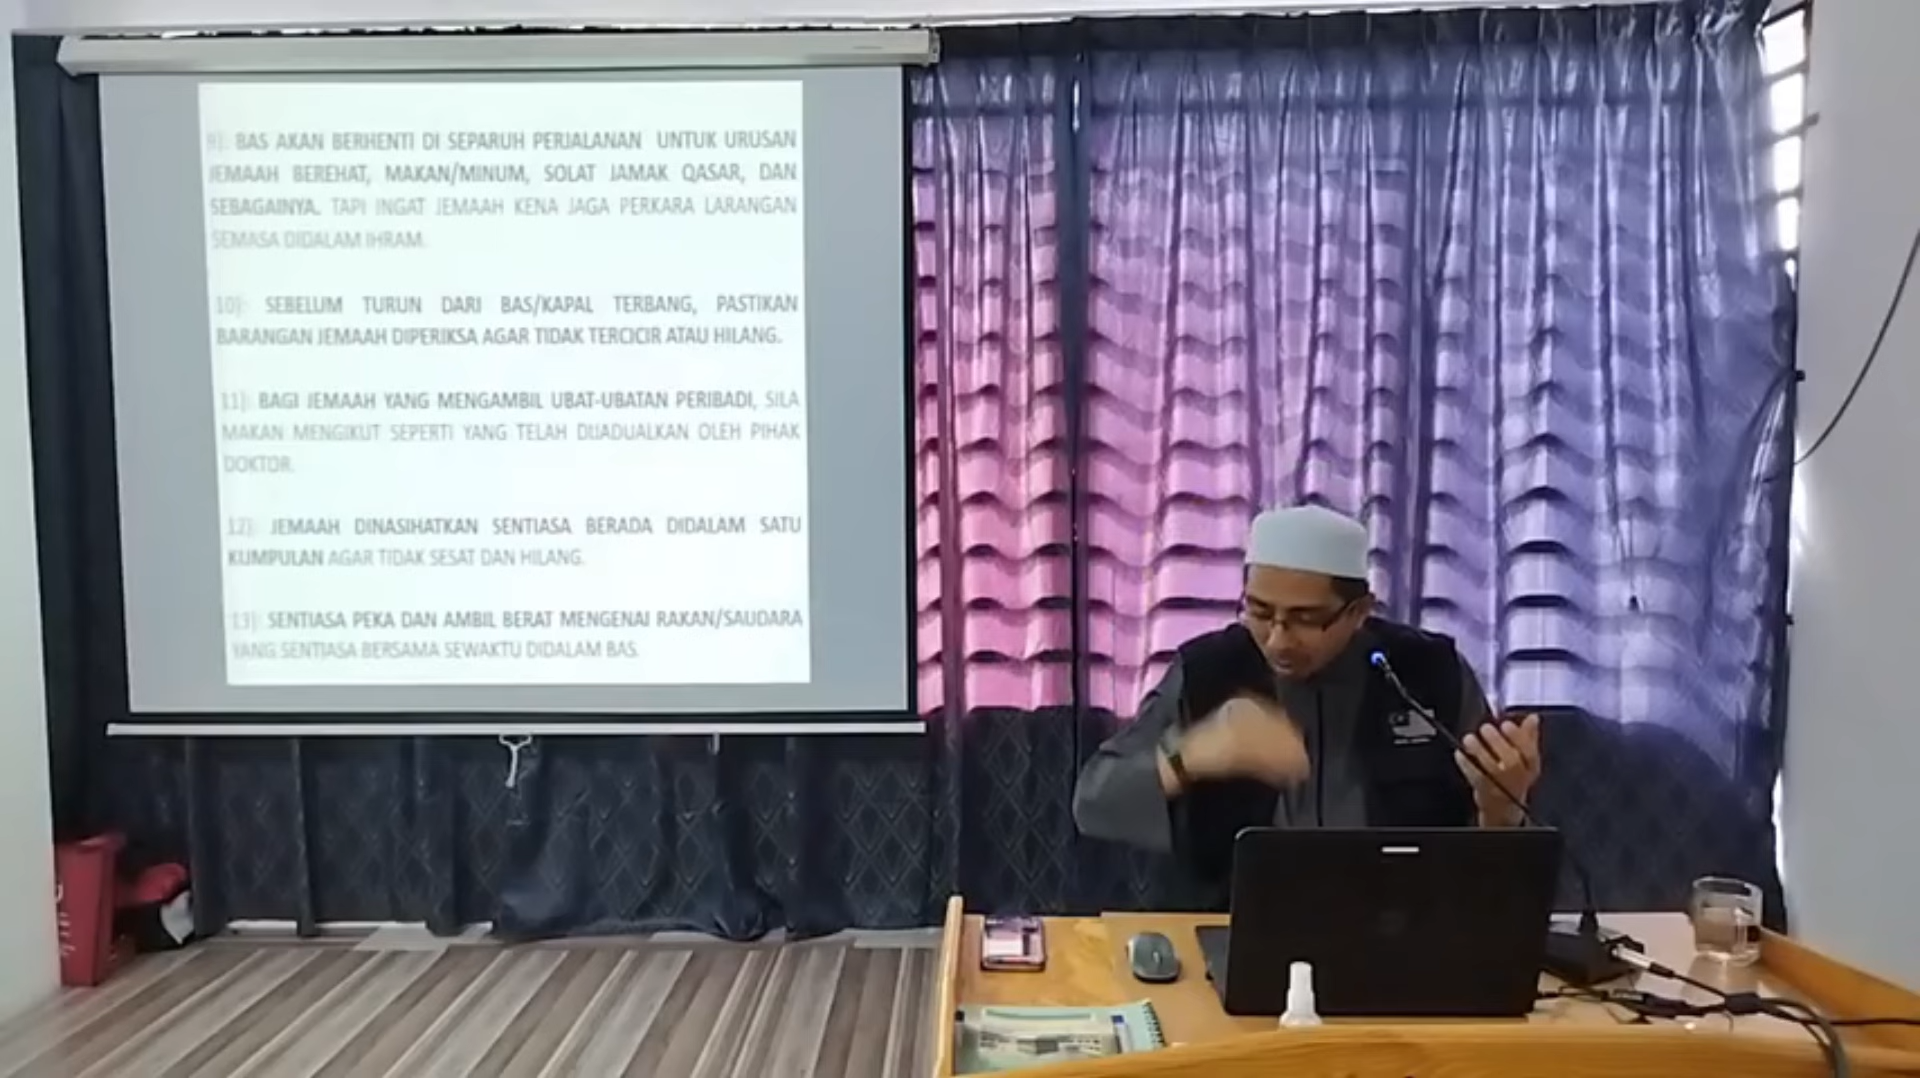 9]: BAS AKAN BERHENTI DI SEPARUH PERJALANAN UNTUK URUSAN
JEMAAH BEREHAT, MAKAN/MINUM, SOLAT JAMAK QASAR, DAN
SEBAGAINYA. TAPI INGAT JEMAAH KENA JAGA PERKARA LARANGAN
SEMASA DIDALAM IHRAM.
10]: SEBELUM TURUN DARI BAS/KAPAL TERBANG, PASTIKAN
BARANGAN JEMAAH DIPERIKSA AGAR TIDAK TERCICIR ATAU HILANG.
11]: BAGI JEMAAH YANG MENGAMBIL UBAT-UBATAN PERIBADI, SILA
MAKAN MENGIKUT SEPERTI YANG TELAH DIJADUALKAN OLEH PIHAK
DOKTOR.
12]: JEMAAH DINASIHATKAN SENTIASA BERADA DIDALAM SATU
KUMPULAN AGAR TIDAK SESAT DAN HILANG.
13]: SENTIASA PEKA DAN AMBIL BERAT MENGENAI RAKAN/SAUDARA
YANG SENTIASA BERSAMA SEWAKTU DIDALAM BAS.